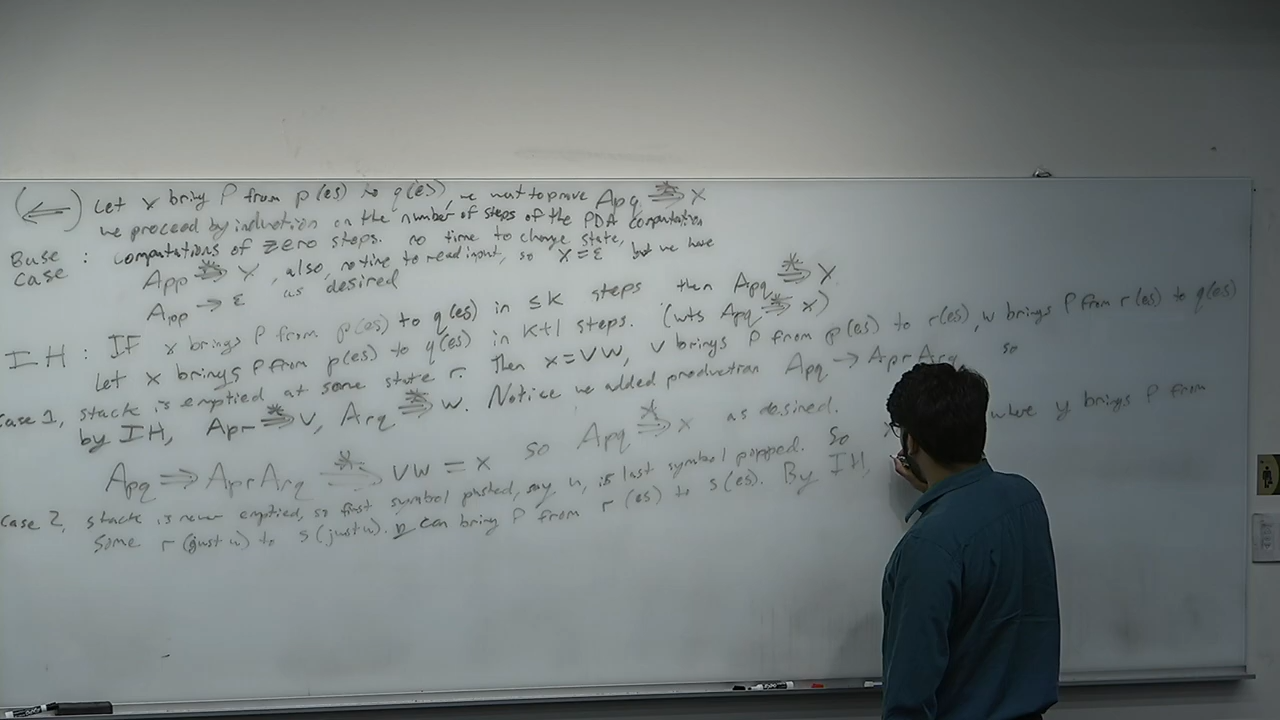 (⇐) Let x bring P from p(es) to q(es), we want to prove Apq *⇒ x
we proceed by induction on the number of steps of the PDA computation
Base Case : computations of zero steps. no time to change state,
App *⇒ x, also, no time to read input, so x=ε but we have
App → ε as desired
IH : If x brings P from p(es) to q(es) in ≤k steps then Apq *⇒ x
Let x brings P from p(es) to q(es) in k+1 steps. (wts Apq *⇒ x)
Case 1, stack is emptied at some state r. Then x=vw, v brings P from p(es) to r(es), w brings P from r(es) to q(es)
by IH, Apr *⇒ v, Arq *⇒ w. Notice we added production Apq → AprArq so
Apq ⇒ AprArq *⇒ vw = x so Apq *⇒ x as desired.
Case 2, stack is never emptied, so first symbol pushed, say u, is last symbol popped. So where y brings P from
some r (just u) to s (just u). can bring P from r (es) to s (es). By IH,